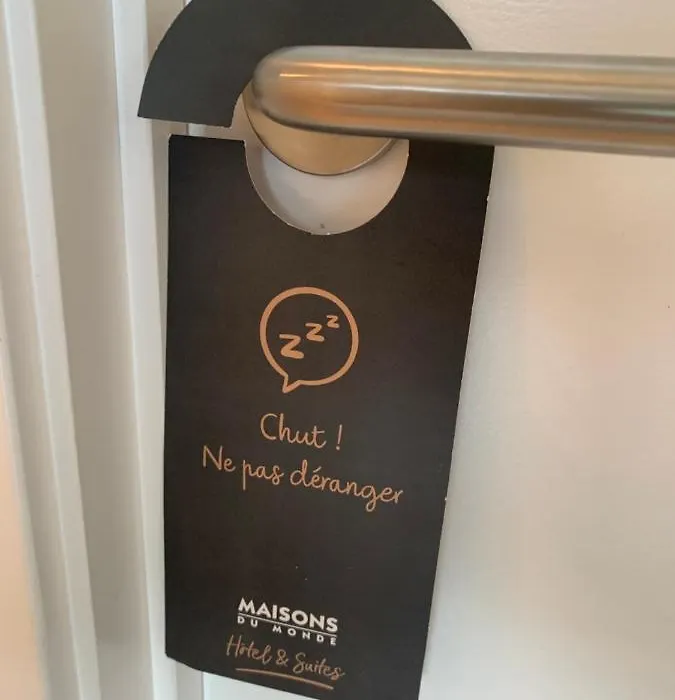 z z z
Chut !
Ne pas déranger
MAISONS
DU MONDE
Hôtel & Suites